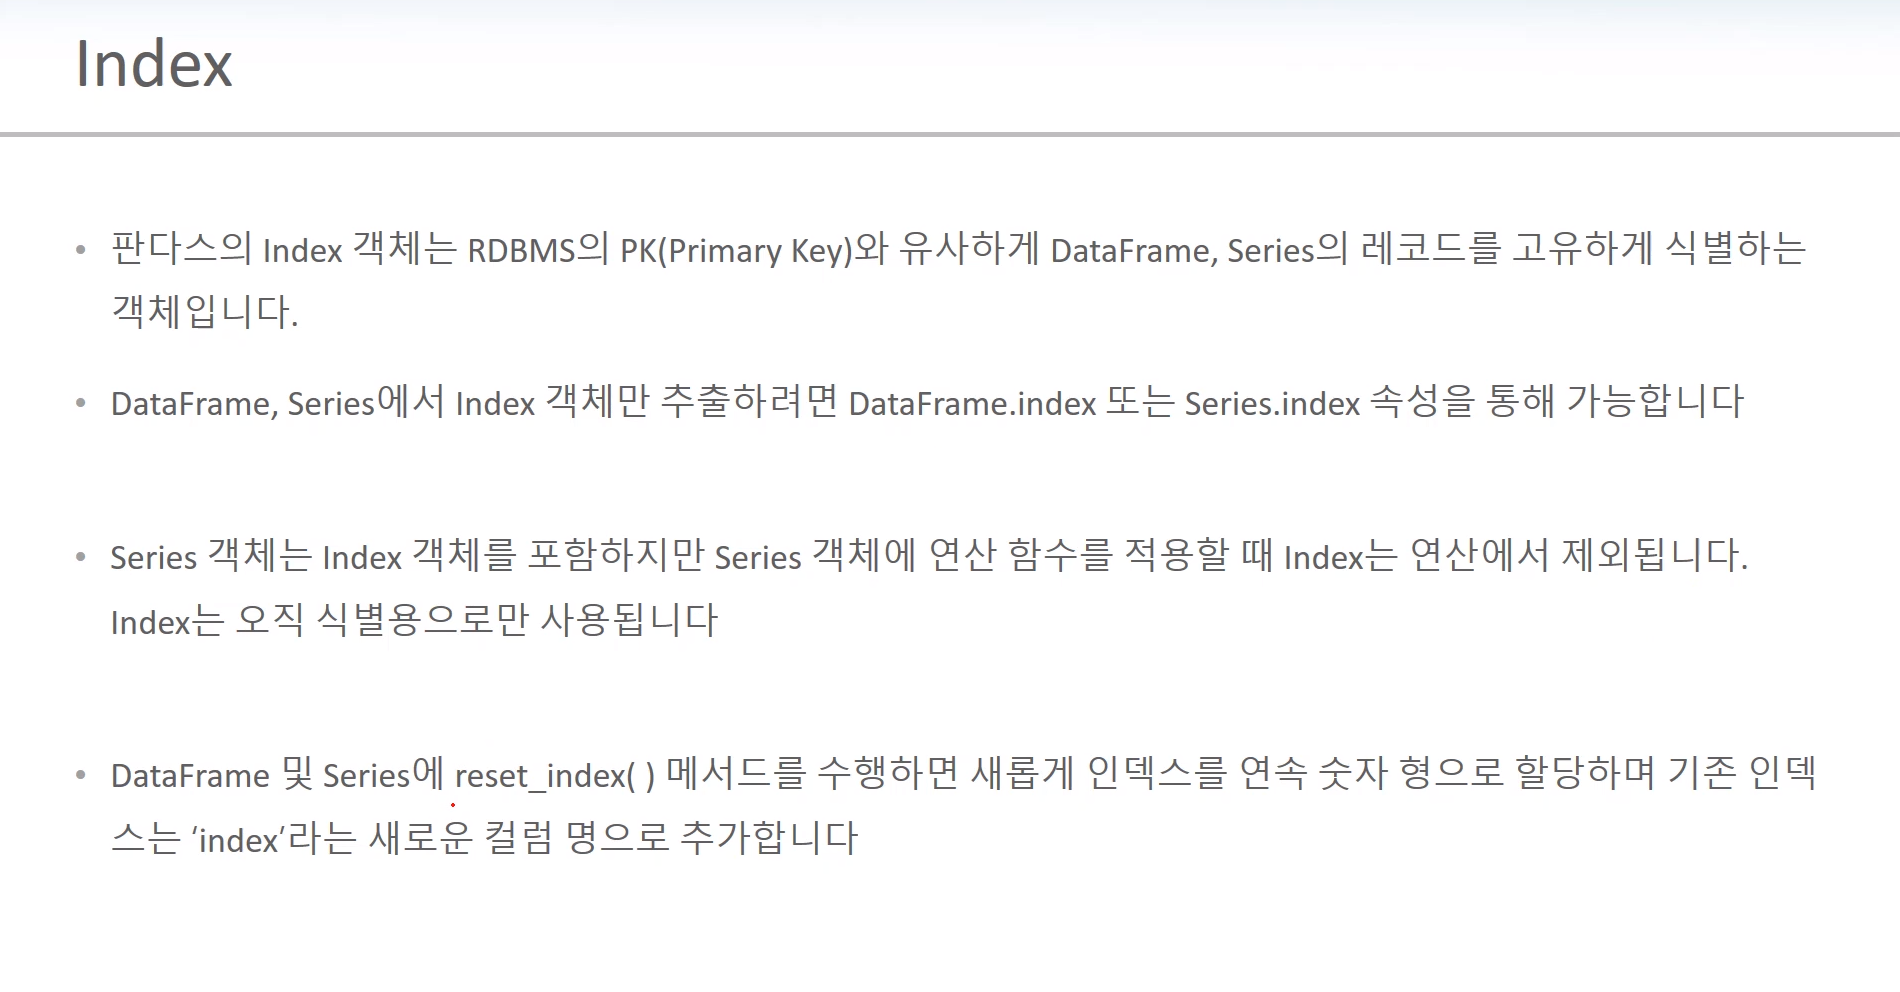 Index
• 판다스의 Index 객체는 RDBMS의 PK(Primary Key)와 유사하게 DataFrame, Series의 레코드를 고유하게 식별하는
객체입니다.
• DataFrame, Series에서 Index 객체만 추출하려면 DataFrame.index 또는 Series.index 속성을 통해 가능합니다
• Series 객체는 Index 객체를 포함하지만 Series 객체에 연산 함수를 적용할 때 Index는 연산에서 제외됩니다.
Index는 오직 식별용으로만 사용됩니다
• DataFrame 및 Series에 reset_index( ) 메서드를 수행하면 새롭게 인덱스를 연속 숫자 형으로 할당하며 기존 인덱
스는 ‘index’라는 새로운 컬럼 명으로 추가합니다